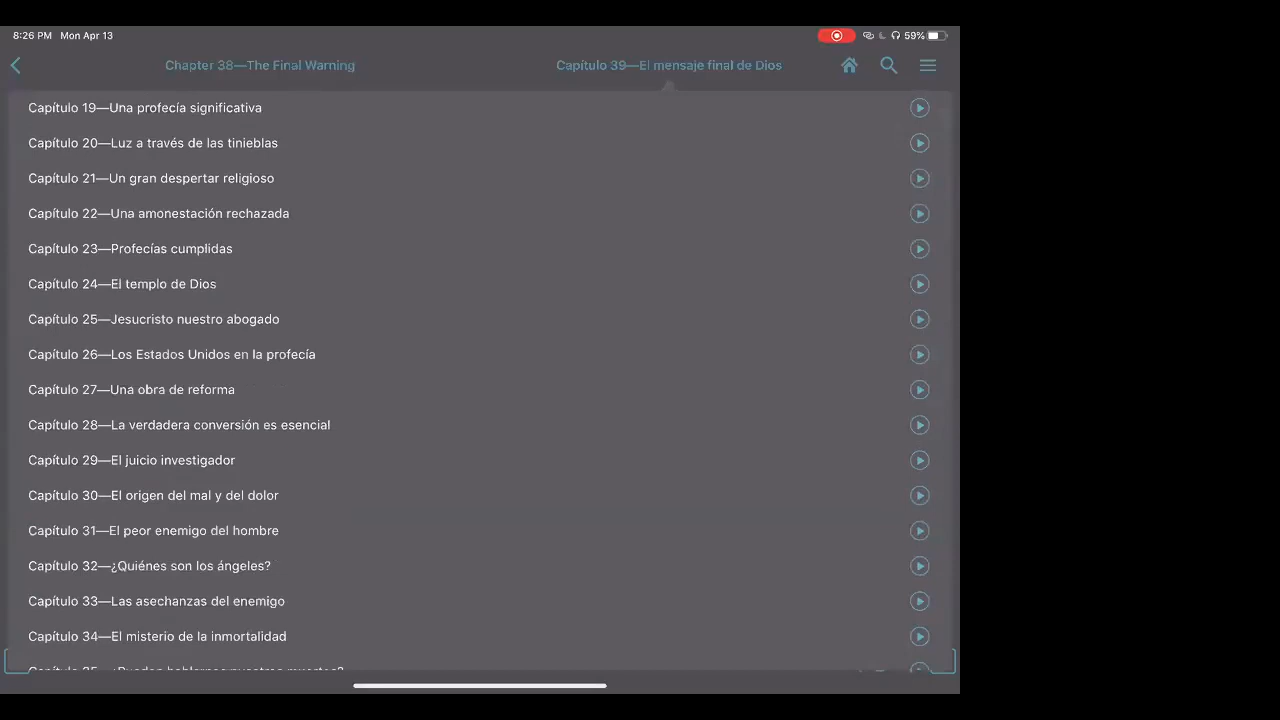 8:26 PM Mon Apr 13 59%
Chapter 38—The Final Warning Capítulo 39—El mensaje final de Dios
Capítulo 19—Una profecía significativa
Capítulo 20—Luz a través de las tinieblas
Capítulo 21—Un gran despertar religioso
Capítulo 22—Una amonestación rechazada
Capítulo 23—Profecías cumplidas
Capítulo 24—El templo de Dios
Capítulo 25—Jesucristo nuestro abogado
Capítulo 26—Los Estados Unidos en la profecía
Capítulo 27—Una obra de reforma
Capítulo 28—La verdadera conversión es esencial
Capítulo 29—El juicio investigador
Capítulo 30—El origen del mal y del dolor
Capítulo 31—El peor enemigo del hombre
Capítulo 32—¿Quiénes son los ángeles?
Capítulo 33—Las asechanzas del enemigo
Capítulo 34—El misterio de la inmortalidad
Capítulo 35—¿Pueden hablarnos nuestros muertos?